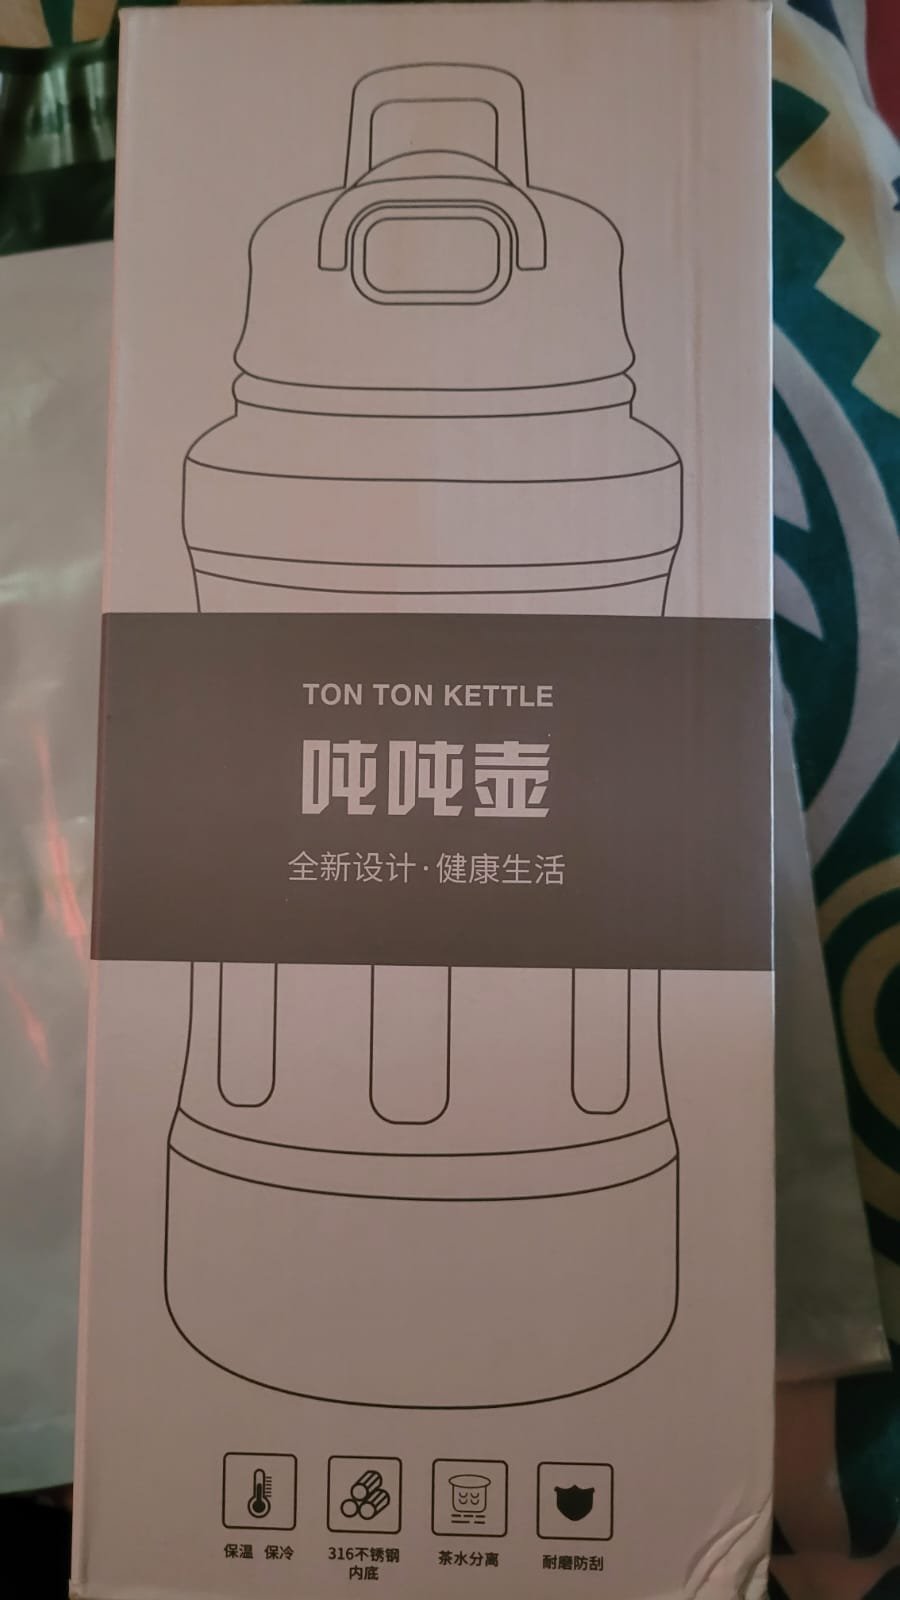 TON TON KETTLE
吨吨壶
全新设计·健康生活
保温 保冷
316不锈钢
内底
茶水分离
耐磨防刮